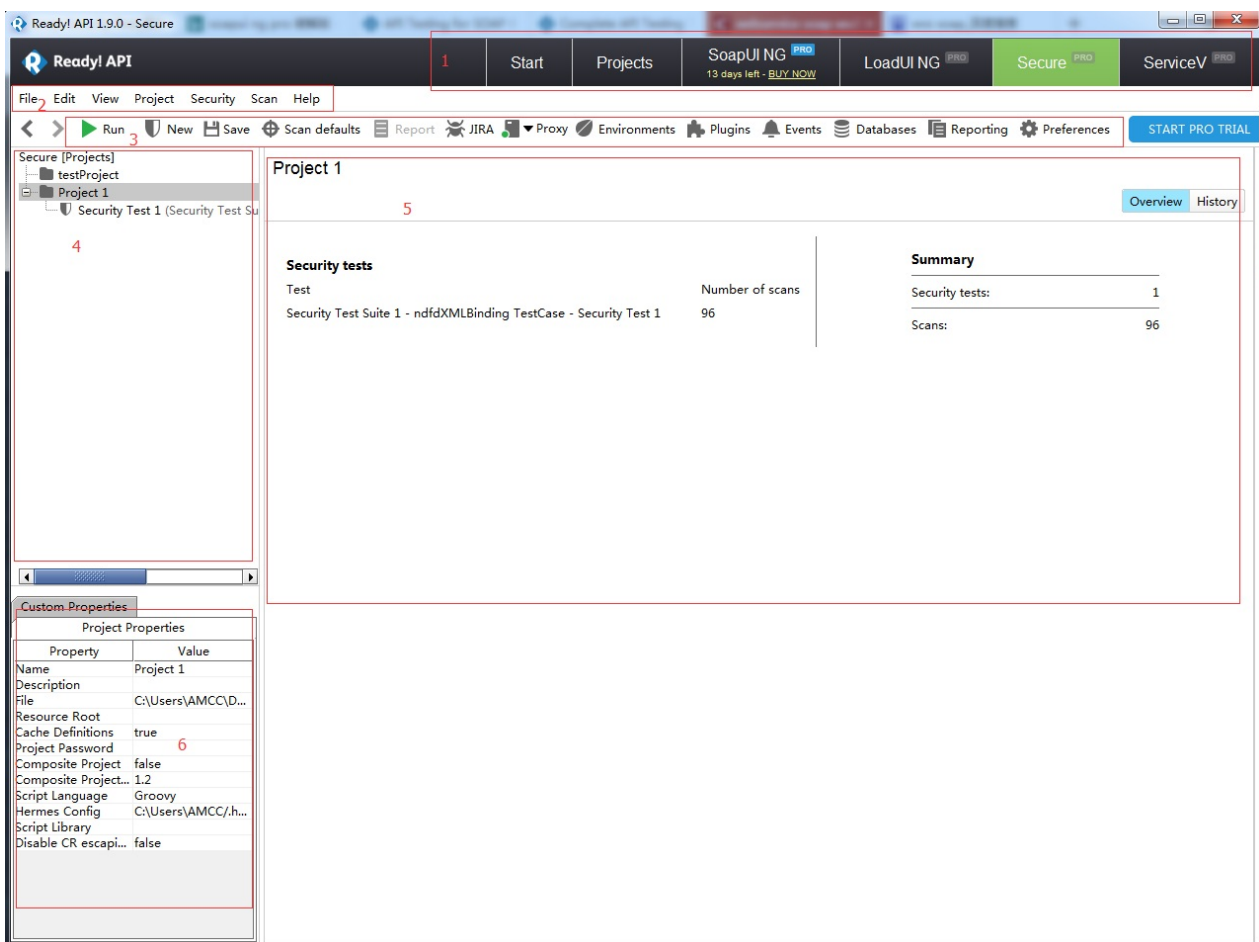 Ready! API 1.9.0 - Secure
Ready! API
1
Start
Projects
SoapUI NG PRO
13 days left - BUY NOW
LoadUI NG PRO
Secure PRO
ServiceV PRO
File Edit View Project Security Scan Help
2
Run New Save Scan defaults Report JIRA Proxy Environments Plugins Events Databases Reporting Preferences START PRO TRIAL
3
Secure [Projects]
testProject
Project 1
Security Test 1 (Security Test Su
4
Project 1
5
Overview History
Security tests
Test Number of scans
Security Test Suite 1 - ndfdXMLBinding TestCase - Security Test 1 96
Summary
Security tests: 1
Scans: 96
Custom Properties
Project Properties
Property Value
Name Project 1
Description
File C:\Users\AMCC\D...
Resource Root
Cache Definitions true
Project Password
6
Composite Project false
Composite Project... 1.2
Script Language Groovy
Hermes Config C:\Users\AMCC/.h...
Script Library
Disable CR escapi... false